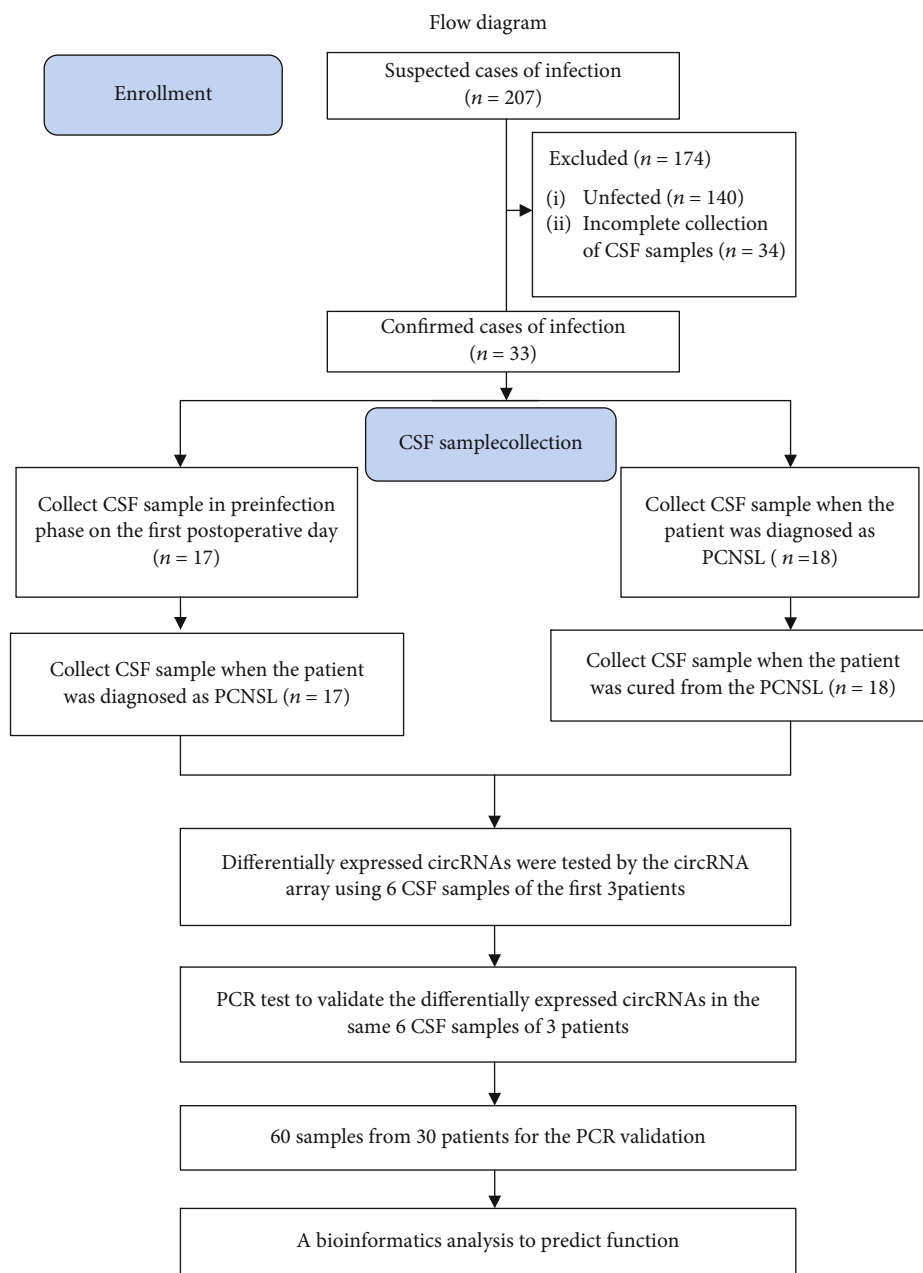 Flow diagram
Enrollment
Suspected cases of infection
(n = 207)
Excluded (n = 174)
(i) Unfected (n = 140)
(ii) Incomplete collection
of CSF samples (n = 34)
Confirmed cases of infection
(n = 33)
CSF samplecollection
Collect CSF sample in preinfection
phase on the first postoperative day
(n = 17)
Collect CSF sample when the
patient was diagnosed as
PCNSL ( n =18)
Collect CSF sample when the patient
was diagnosed as PCNSL (n = 17)
Collect CSF sample when the patient
was cured from the PCNSL (n = 18)
Differentially expressed circRNAs were tested by the circRNA
array using 6 CSF samples of the first 3patients
PCR test to validate the differentially expressed circRNAs in the
same 6 CSF samples of 3 patients
60 samples from 30 patients for the PCR validation
A bioinformatics analysis to predict function